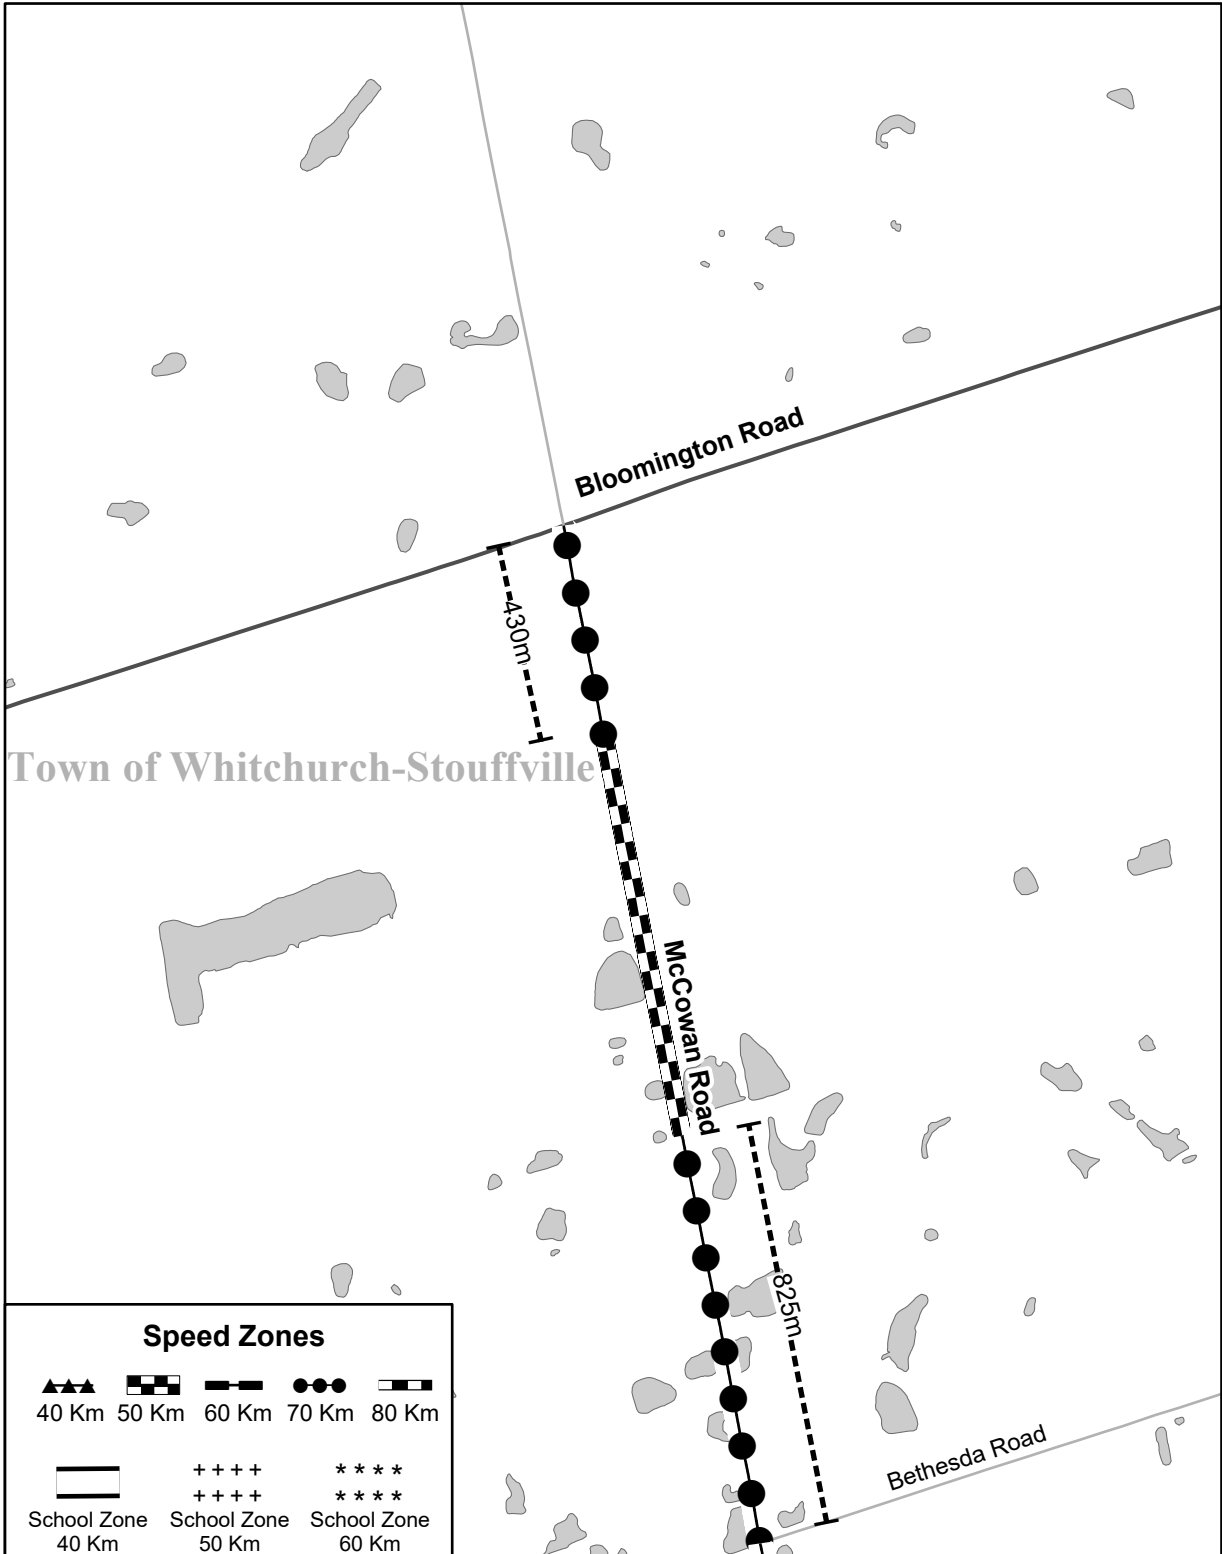 Bloomington Road
430m
Town of Whitchurch-Stouffville
McCowan Road
825m
Bethesda Road
Speed Zones
40 Km 50 Km 60 Km 70 Km 80 Km
School Zone School Zone School Zone
40 Km 50 Km 60 Km